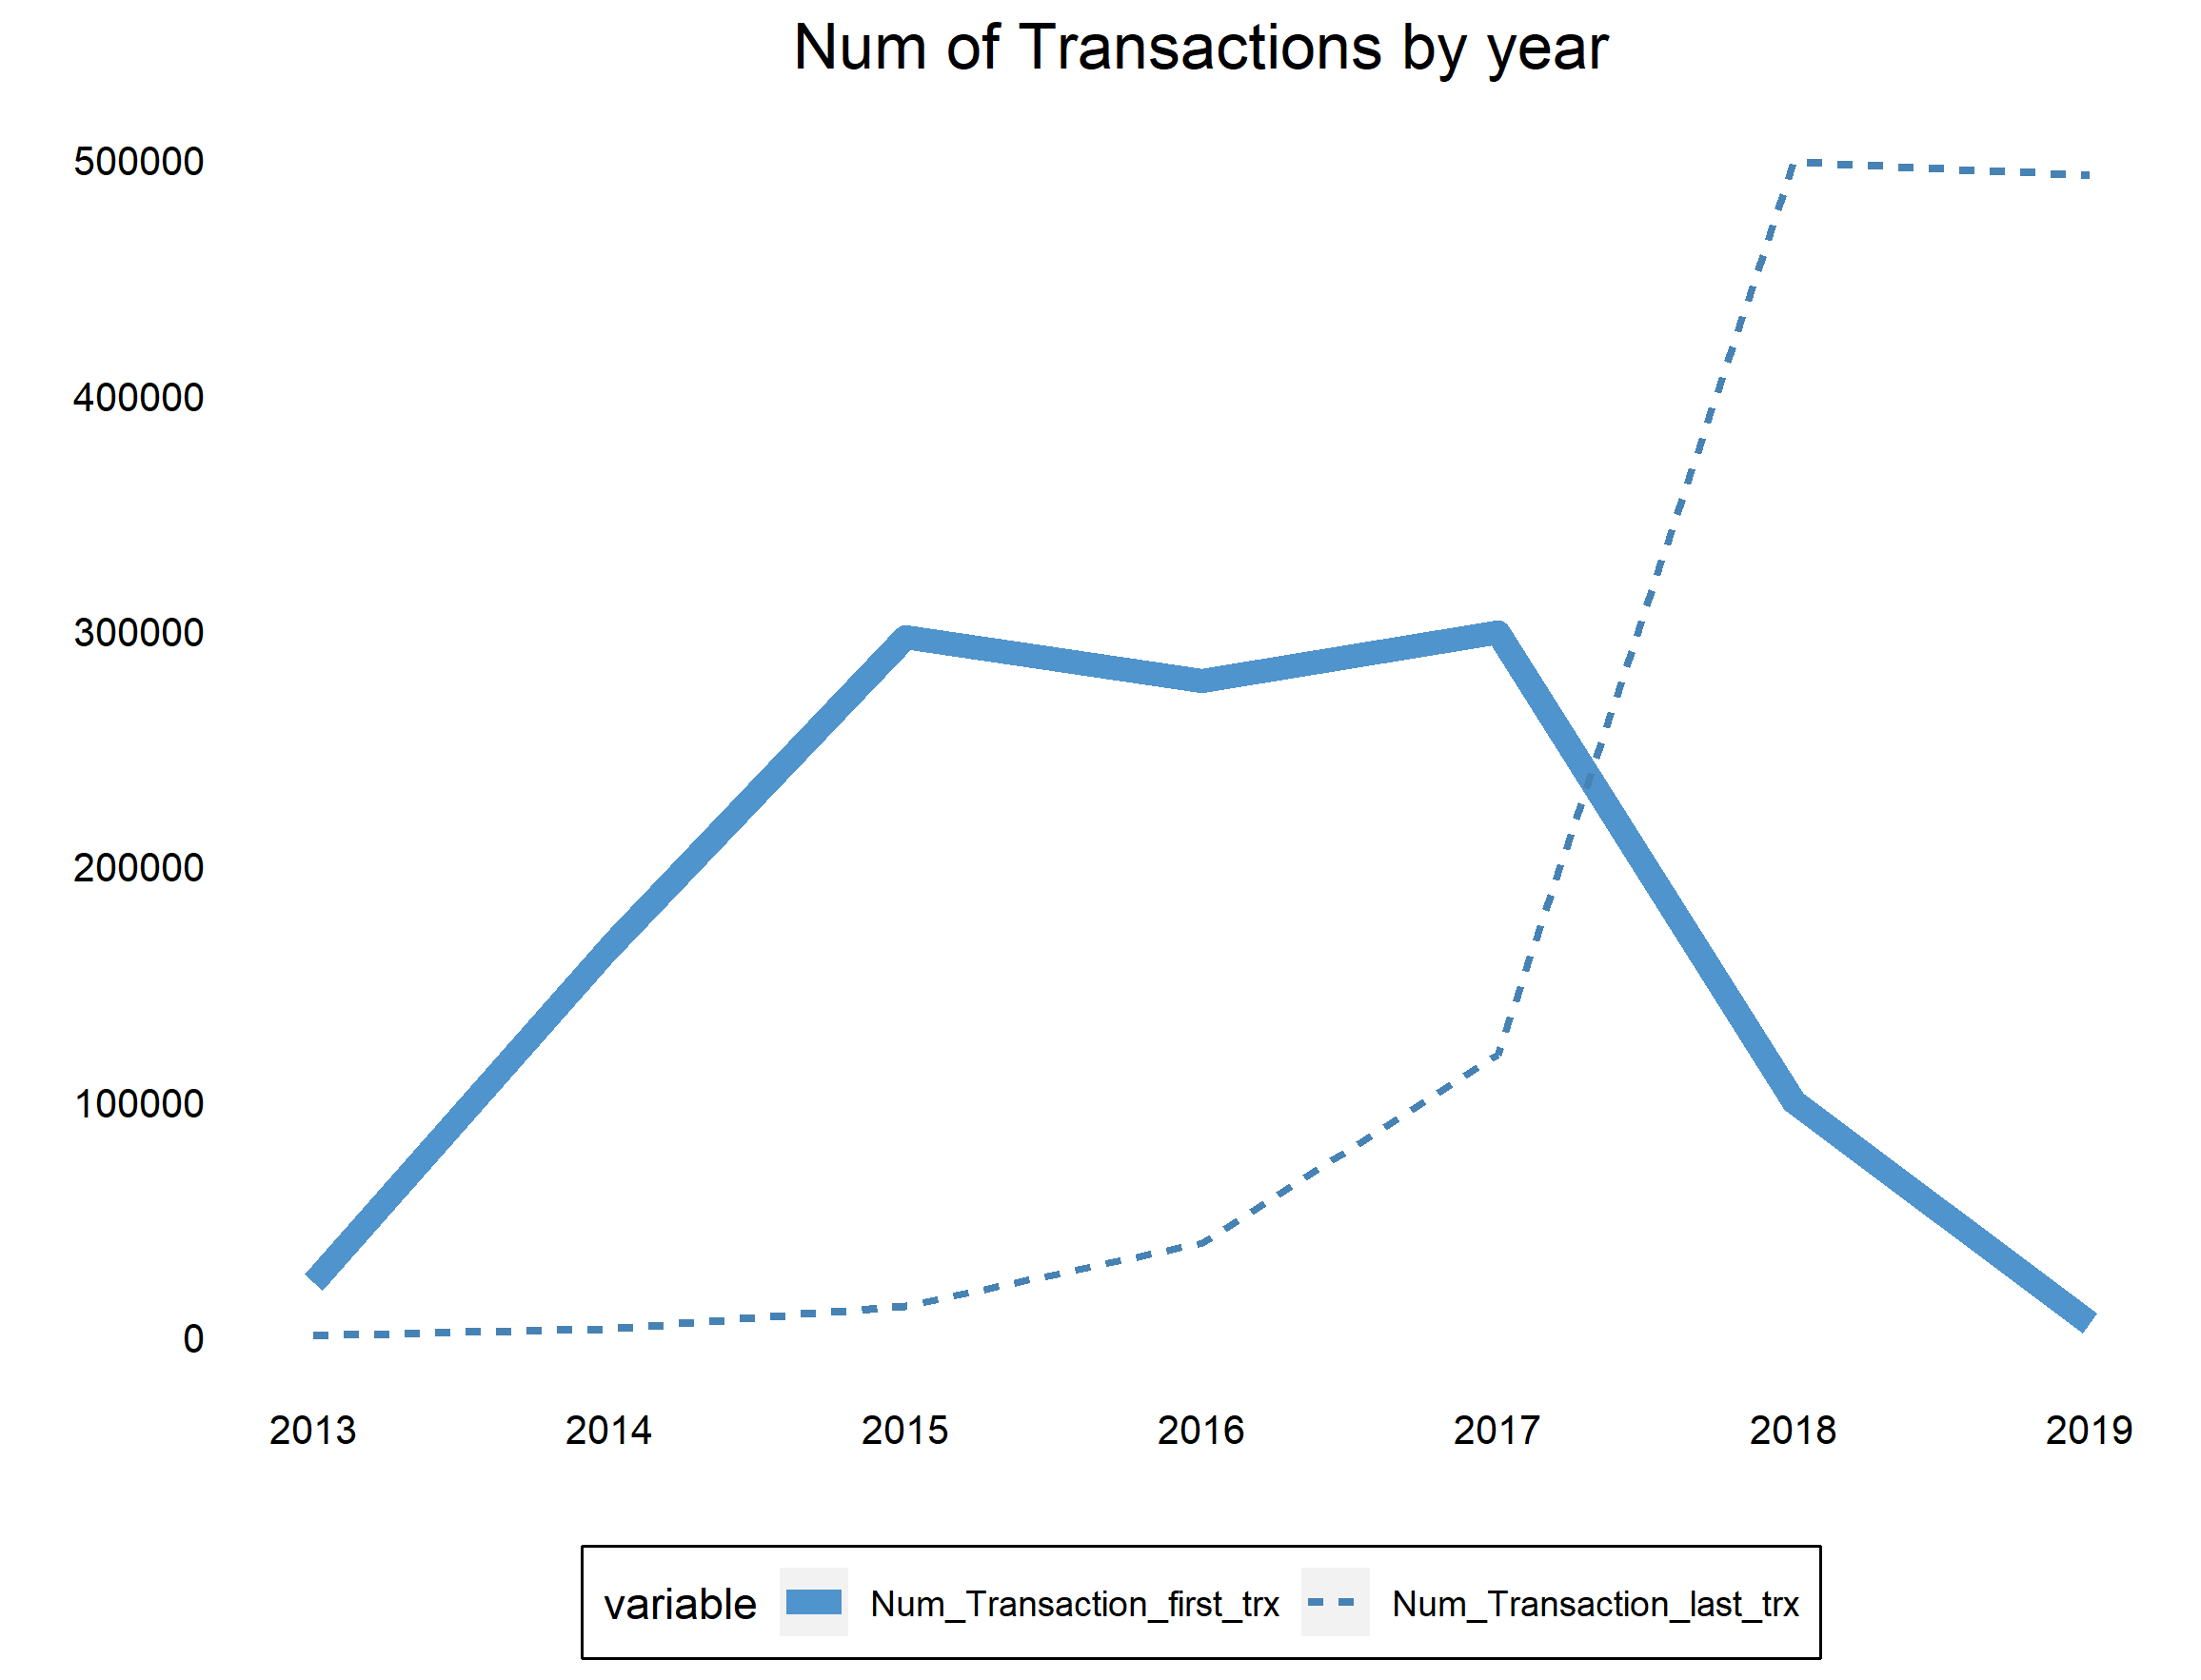 Num of Transactions by year
500000
400000
300000
200000
100000
0
2013 2014 2015 2016 2017 2018 2019
variable Num_Transaction_first_trx Num_Transaction_last_trx